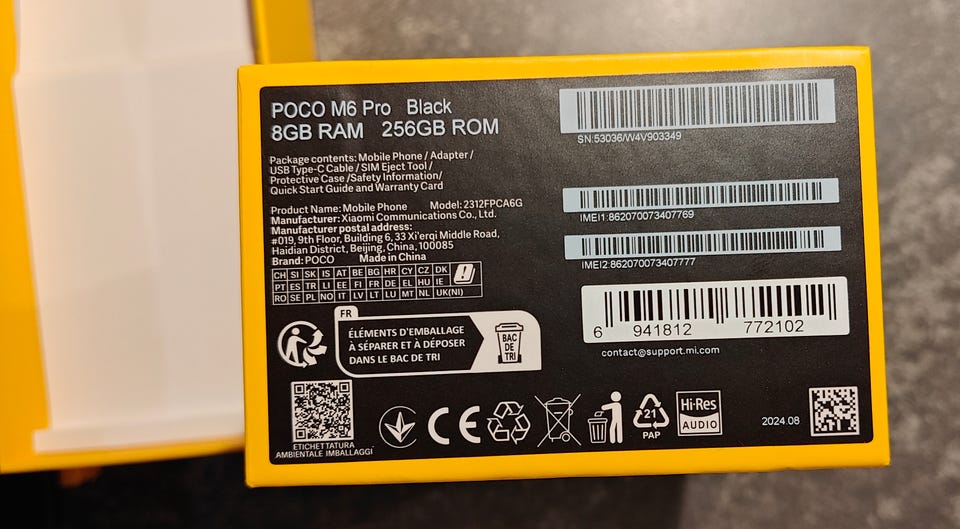 POCO M6 Pro Black
8GB RAM 256GB ROM
Package contents: Mobile Phone / Adapter /
USB Type-C Cable / SIM Eject Tool /
Protective Case /Safety Information/
Quick Start Guide and Warranty Card
Product Name: Mobile Phone Model: 2312FPCA6G
Manufacturer: Xiaomi Communications Co., Ltd.
Manufacturer postal address:
#019, 9th Floor, Building 6, 33 Xi'erqi Middle Road,
Haidian District, Beijing, China, 100085
Brand: POCO Made in China
CH SI SK IS AT BE BG HR CY CZ DK
PT ES TR LI EE FI FR DE EL HU IE
RO SE PL NO IT LV LT LU MT NL UK(NI)
FR
ÉLÉMENTS D'EMBALLAGE
À SÉPARER ET À DÉPOSER
DANS LE BAC DE TRI
BAC
DE
TRI
ETICHETTATURA
AMBIENTALE IMBALLAGGI
SN:53036/W4V903349
IMEI1:862070073407769
IMEI2:862070073407777
6 941812 772102
contact@support.mi.com
CE
21
PAP
Hi-Res
AUDIO
2024.08